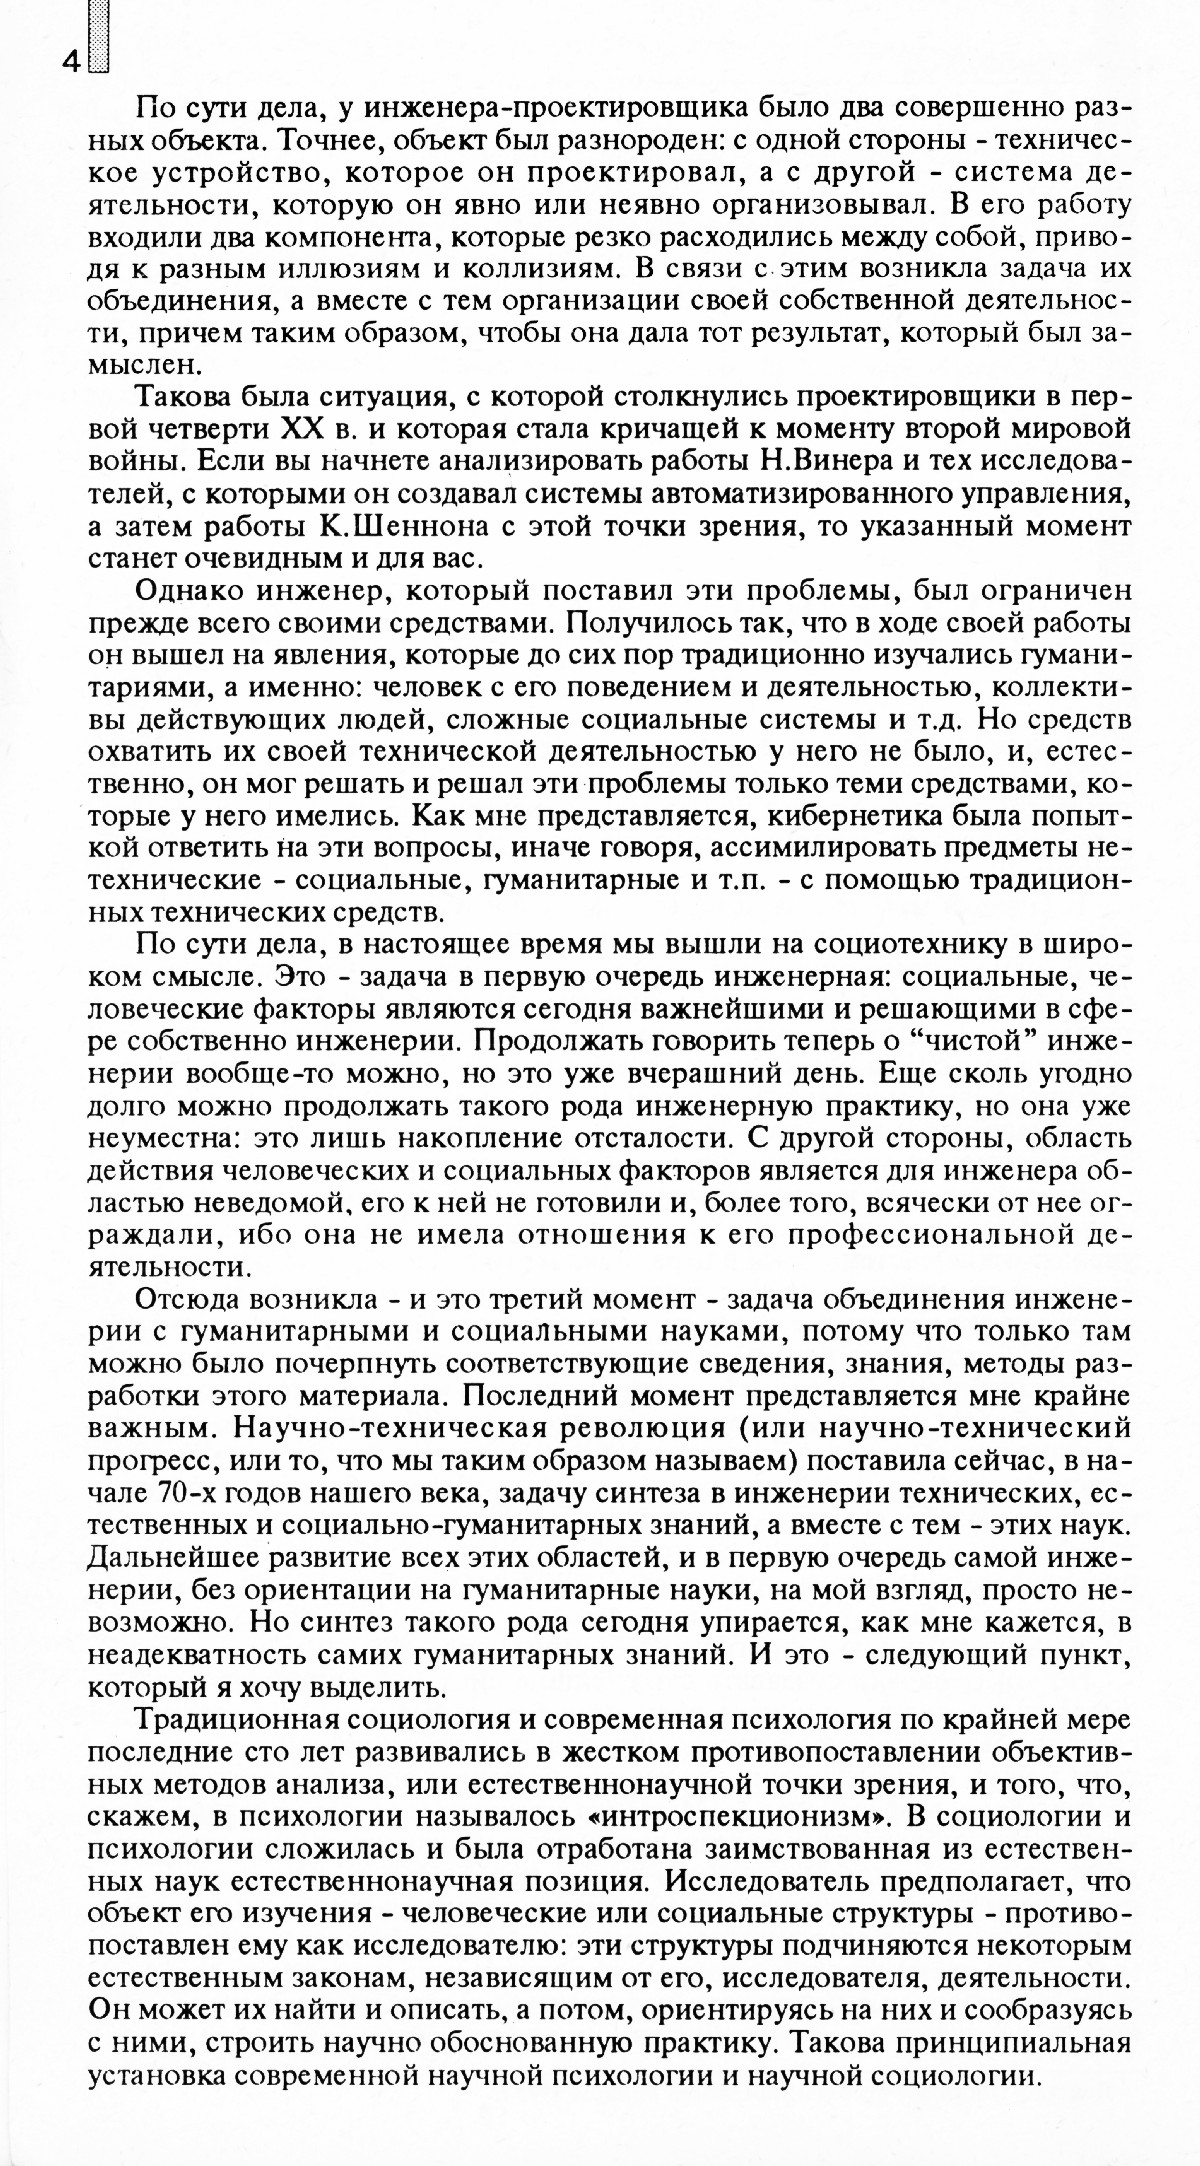 4
По сути дела, у инженера-проектировщика было два совершенно раз-
ных объекта. Точнее, объект был разнороден: с одной стороны - техничес-
кое устройство, которое он проектировал, а с другой - система де-
ятельности, которую он явно или неявно организовывал. В его работу
входили два компонента, которые резко расходились между собой, приво-
дя к разным иллюзиям и коллизиям. В связи с этим возникла задача их
объединения, а вместе с тем организации своей собственной деятельнос-
ти, причем таким образом, чтобы она дала тот результат, который был за-
мыслен.
Такова была ситуация, с которой столкнулись проектировщики в пер-
вой четверти XX в. и которая стала кричащей к моменту второй мировой
войны. Если вы начнете анализировать работы Н.Винера и тех исследова-
телей, с которыми он создавал системы автоматизированного управления,
а затем работы К.Шеннона с этой точки зрения, то указанный момент
станет очевидным и для вас.
Однако инженер, который поставил эти проблемы, был ограничен
прежде всего своими средствами. Получилось так, что в ходе своей работы
он вышел на явления, которые до сих пор традиционно изучались гумани-
тариями, а именно: человек с его поведением и деятельностью, коллекти-
вы действующих людей, сложные социальные системы и т.д. Но средств
охватить их своей технической деятельностью у него не было, и, естес-
твенно, он мог решать и решал эти проблемы только теми средствами, ко-
торые у него имелись. Как мне представляется, кибернетика была попыт-
кой ответить на эти вопросы, иначе говоря, ассимилировать предметы не-
технические - социальные, гуманитарные и т.п. - с помощью традицион-
ных технических средств.
По сути дела, в настоящее время мы вышли на социотехнику в широ-
ком смысле. Это - задача в первую очередь инженерная: социальные, че-
ловеческие факторы являются сегодня важнейшими и решающими в сфе-
ре собственно инженерии. Продолжать говорить теперь о “чистой” инже-
нерии вообще-то можно, но это уже вчерашний день. Еще сколь угодно
долго можно продолжать такого рода инженерную практику, но она уже
неуместна: это лишь накопление отсталости. С другой стороны, область
действия человеческих и социальных факторов является для инженера об-
ластью неведомой, его к ней не готовили и, более того, всячески от нее ог-
раждали, ибо она не имела отношения к его профессиональной де-
ятельности.
Отсюда возникла - и это третий момент - задача объединения инжене-
рии с гуманитарными и социальными науками, потому что только там
можно было почерпнуть соответствующие сведения, знания, методы раз-
работки этого материала. Последний момент представляется мне крайне
важным. Научно-техническая революция (или научно-технический
прогресс, или то, что мы таким образом называем) поставила сейчас, в на-
чале 70-х годов нашего века, задачу синтеза в инженерии технических, ес-
тественных и социально-гуманитарных знаний, а вместе с тем - этих наук.
Дальнейшее развитие всех этих областей, и в первую очередь самой инже-
нерии, без ориентации на гуманитарные науки, на мой взгляд, просто не-
возможно. Но синтез такого рода сегодня упирается, как мне кажется, в
неадекватность самих гуманитарных знаний. И это - следующий пункт,
который я хочу выделить.
Традиционная социология и современная психология по крайней мере
последние сто лет развивались в жестком противопоставлении объектив-
ных методов анализа, или естественнонаучной точки зрения, и того, что,
скажем, в психологии называлось «интроспекционизм». В социологии и
психологии сложилась и была отработана заимствованная из естествен-
ных наук естественнонаучная позиция. Исследователь предполагает, что
объект его изучения - человеческие или социальные структуры - противо-
поставлен ему как исследователю: эти структуры подчиняются некоторым
естественным законам, независящим от его, исследователя, деятельности.
Он может их найти и описать, а потом, ориентируясь на них и сообразуясь
с ними, строить научно обоснованную практику. Такова принципиальная
установка современной научной психологии и научной социологии.